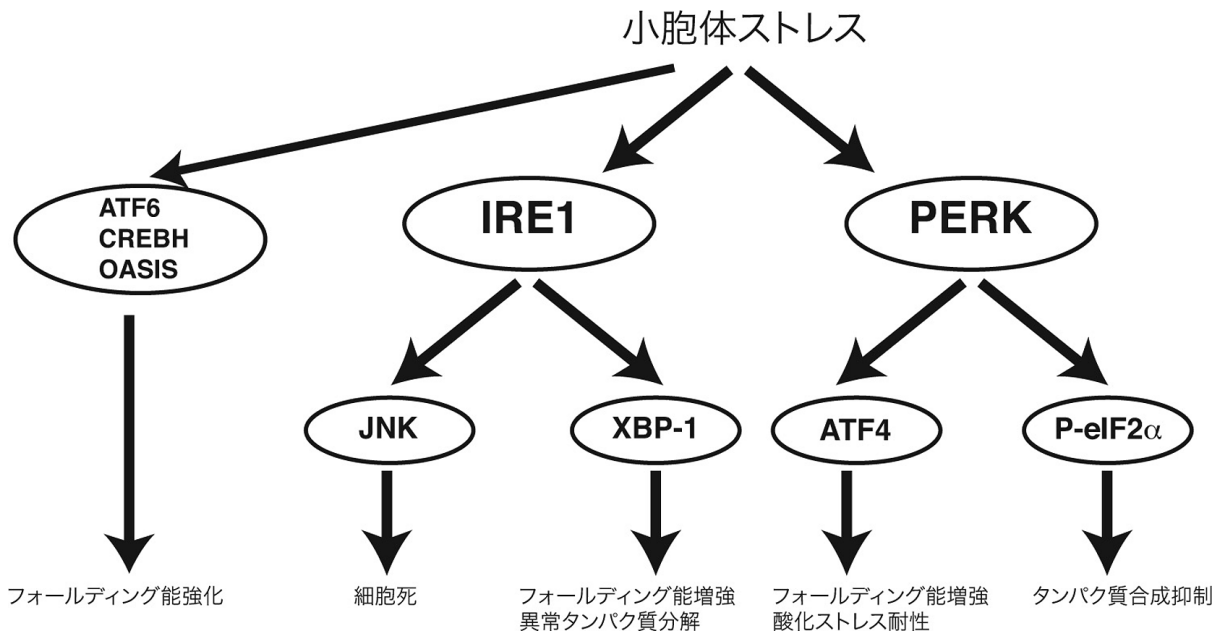 小胞体ストレス
ATF6
CREBH
OASIS
IRE1
PERK
JNK
XBP-1
ATF4
P-eIF2α
フォールディング能強化
細胞死
フォールディング能増強
異常タンパク質分解
フォールディング能増強
酸化ストレス耐性
タンパク質合成抑制